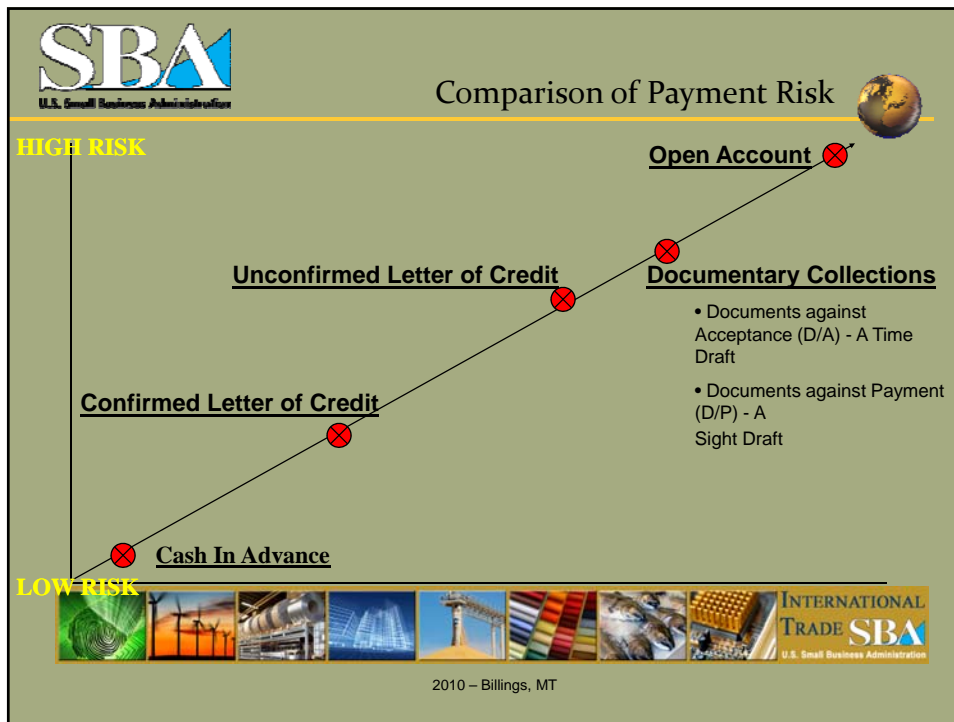 SBA
U.S. Small Business Administration
Comparison of Payment Risk
HIGH RISK
Open Account
Unconfirmed Letter of Credit
Documentary Collections
• Documents against
Acceptance (D/A) - A Time
Draft
• Documents against Payment
(D/P) - A
Sight Draft
Confirmed Letter of Credit
Cash In Advance
LOW RISK
INTERNATIONAL
TRADE SBA
U.S. Small Business Administration
2010 – Billings, MT